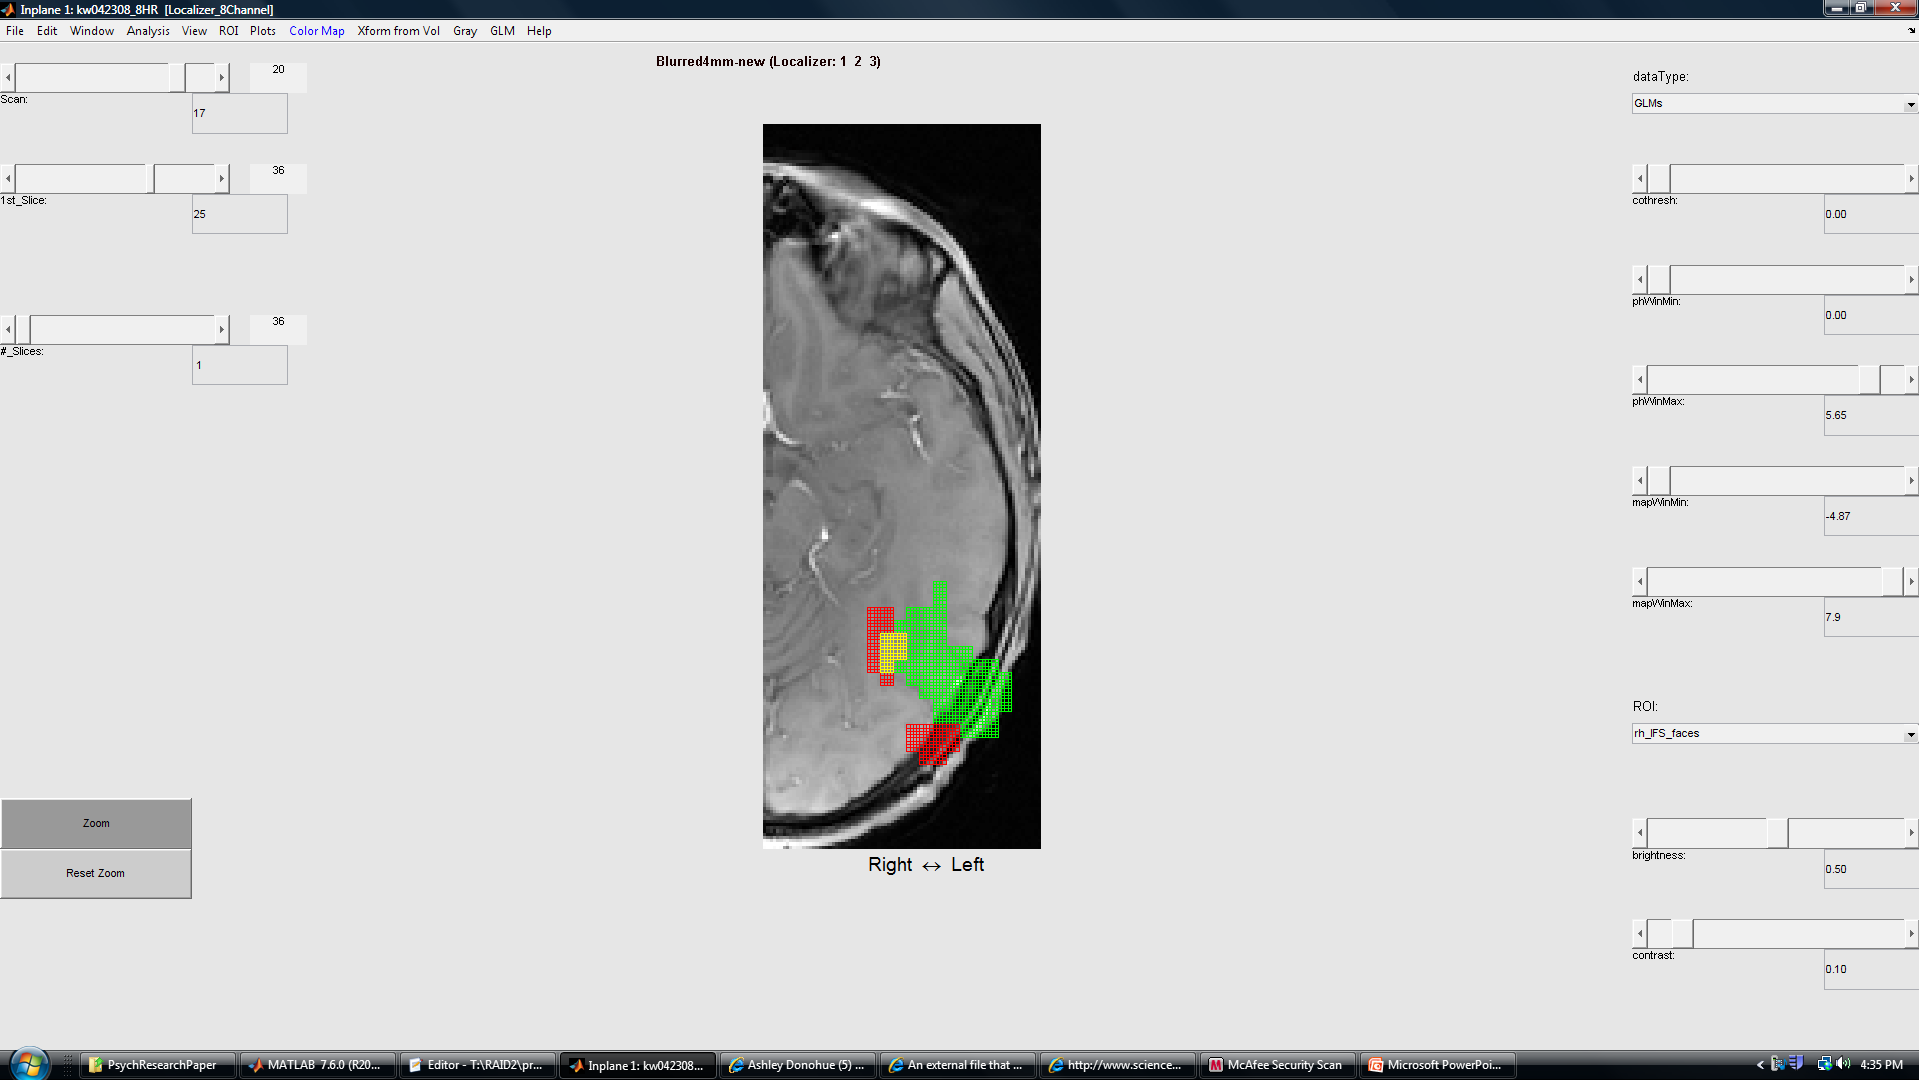 Inplane 1: kw042308_8HR  [Localizer_8Channel]
File Edit Window Analysis View ROI Plots Color Map Xform from Vol Gray GLM Help
Blurred4mm-new (Localizer: 1  2  3)
20
Scan:
17
36
1st_Slice:
25
36
#_Slices:
1
Zoom
Reset Zoom
Right ↔ Left
dataType:
GLMs
cothresh:
0.00
phWinMin:
0.00
phWinMax:
5.65
mapWinMin:
-4.87
mapWinMax:
7.9
ROI:
rh_IFS_faces
brightness:
0.50
contrast:
0.10
PsychResearchPaper
MATLAB 7.6.0 (R20...
Editor - T:\RAID2\pr...
Inplane 1: kw042308...
Ashley Donohue (5) ...
An external file that ...
http://www.science...
McAfee Security Scan
Microsoft PowerPoi...
4:35 PM